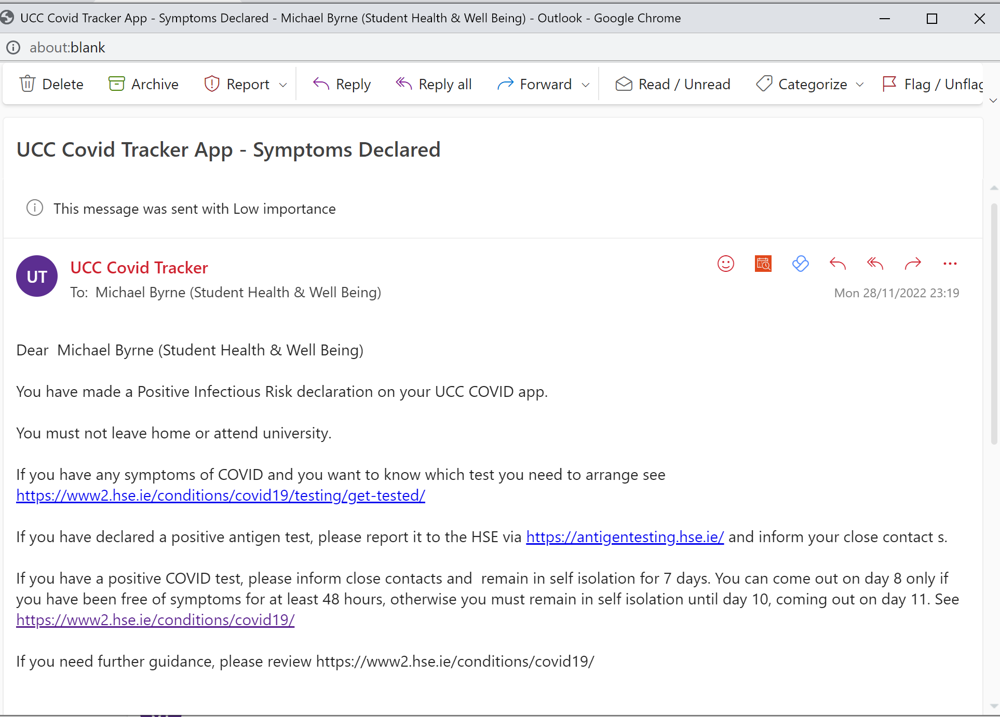 UCC Covid Tracker App - Symptoms Declared - Michael Byrne (Student Health & Well Being) - Outlook - Google Chrome
about:blank
Delete Archive Report Reply Reply all Forward Read / Unread Categorize Flag / Unflag
UCC Covid Tracker App - Symptoms Declared
This message was sent with Low importance
UT
UCC Covid Tracker
To: Michael Byrne (Student Health & Well Being)
Mon 28/11/2022 23:19
Dear  Michael Byrne (Student Health & Well Being)
You have made a Positive Infectious Risk declaration on your UCC COVID app.
You must not leave home or attend university.
If you have any symptoms of COVID and you want to know which test you need to arrange see
https://www2.hse.ie/conditions/covid19/testing/get-tested/
If you have declared a positive antigen test, please report it to the HSE via https://antigentesting.hse.ie/ and inform your close contact s.
If you have a positive COVID test, please inform close contacts and  remain in self isolation for 7 days. You can come out on day 8 only if
you have been free of symptoms for at least 48 hours, otherwise you must remain in self isolation until day 10, coming out on day 11. See
https://www2.hse.ie/conditions/covid19/
If you need further guidance, please review https://www2.hse.ie/conditions/covid19/